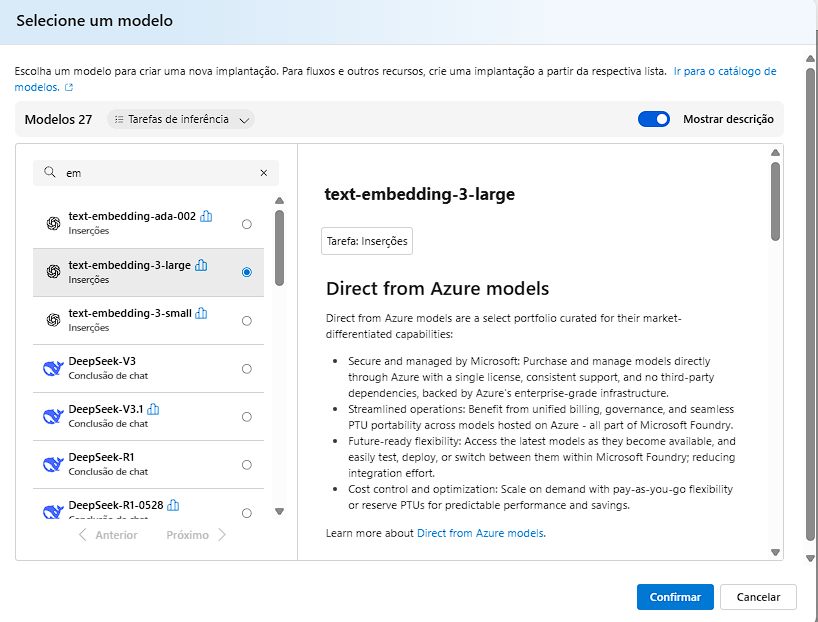 Selecione um modelo
Escolha um modelo para criar uma nova implantação. Para fluxos e outros recursos, crie uma implantação a partir da respectiva lista. Ir para o catálogo de
modelos.
Modelos 27 Tarefas de inferência Mostrar descrição
em
text-embedding-ada-002
Inserções
text-embedding-3-large
Inserções
text-embedding-3-small
Inserções
DeepSeek-V3
Conclusão de chat
DeepSeek-V3.1
Conclusão de chat
DeepSeek-R1
Conclusão de chat
DeepSeek-R1-0528
Conclusão de chat
Anterior Próximo
text-embedding-3-large
Tarefa: Inserções
Direct from Azure models
Direct from Azure models are a select portfolio curated for their market-
differentiated capabilities:
• Secure and managed by Microsoft: Purchase and manage models directly
through Azure with a single license, consistent support, and no third-party
dependencies, backed by Azure's enterprise-grade infrastructure.
• Streamlined operations: Benefit from unified billing, governance, and seamless
PTU portability across models hosted on Azure - all part of Microsoft Foundry.
• Future-ready flexibility: Access the latest models as they become available, and
easily test, deploy, or switch between them within Microsoft Foundry; reducing
integration effort.
• Cost control and optimization: Scale on demand with pay-as-you-go flexibility
or reserve PTUs for predictable performance and savings.
Learn more about Direct from Azure models.
Confirmar Cancelar